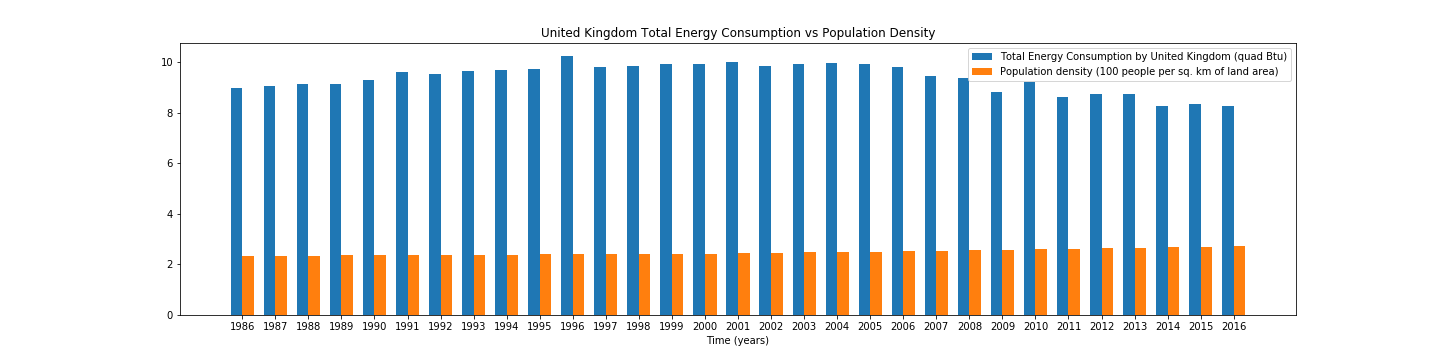 United Kingdom Total Energy Consumption vs Population Density
Total Energy Consumption by United Kingdom (quad Btu)
Population density (100 people per sq. km of land area)
10
8
6
4
2
0
1986 1987 1988 1989 1990 1991 1992 1993 1994 1995 1996 1997 1998 1999 2000 2001 2002 2003 2004 2005 2006 2007 2008 2009 2010 2011 2012 2013 2014 2015 2016
Time (years)